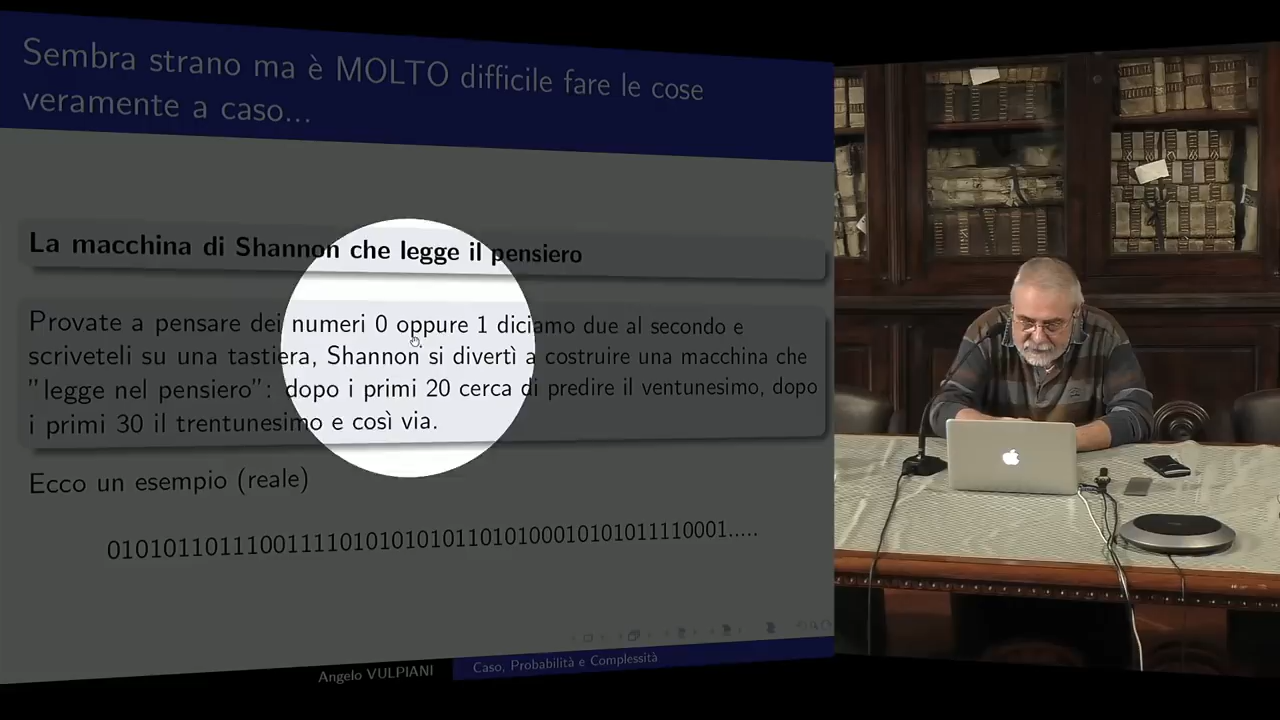 Sembra strano ma è MOLTO difficile fare le cose
veramente a caso...
La macchina di Shannon che legge il pensiero
Provate a pensare dei numeri 0 oppure 1 diciamo due al secondo e
scriveteli su una tastiera, Shannon si divertì a costruire una macchina che
"legge nel pensiero": dopo i primi 20 cerca di predire il ventunesimo, dopo
i primi 30 il trentunesimo e così via.
Ecco un esempio (reale)
0101011011100111101010101011010100010101011110001.....
Angelo VULPIANI
Caso, Probabilità e Complessità